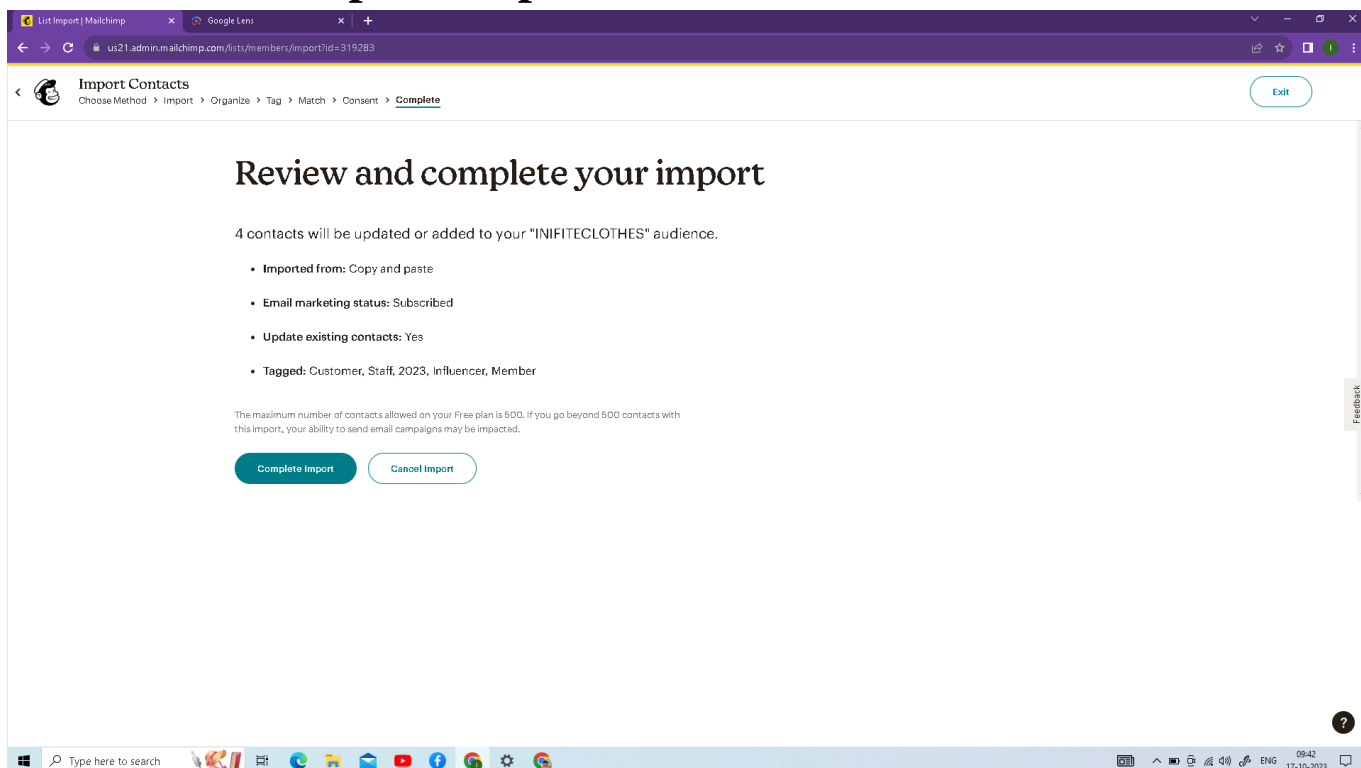 List Import | Mailchimp
Google Lens
us21.admin.mailchimp.com/lists/members/import?id=319283
Import Contacts
Choose Method > Import > Organize > Tag > Match > Consent > Complete
Exit
Review and complete your import
4 contacts will be updated or added to your "INIFITECLOTHES" audience.
• Imported from: Copy and paste
• Email marketing status: Subscribed
• Update existing contacts: Yes
• Tagged: Customer, Staff, 2023, Influencer, Member
The maximum number of contacts allowed on your Free plan is 500. If you go beyond 500 contacts with
this import, your ability to send email campaigns may be impacted.
Complete Import
Cancel Import
Feedback
?
Type here to search
ENG
09:42
17-10-2023